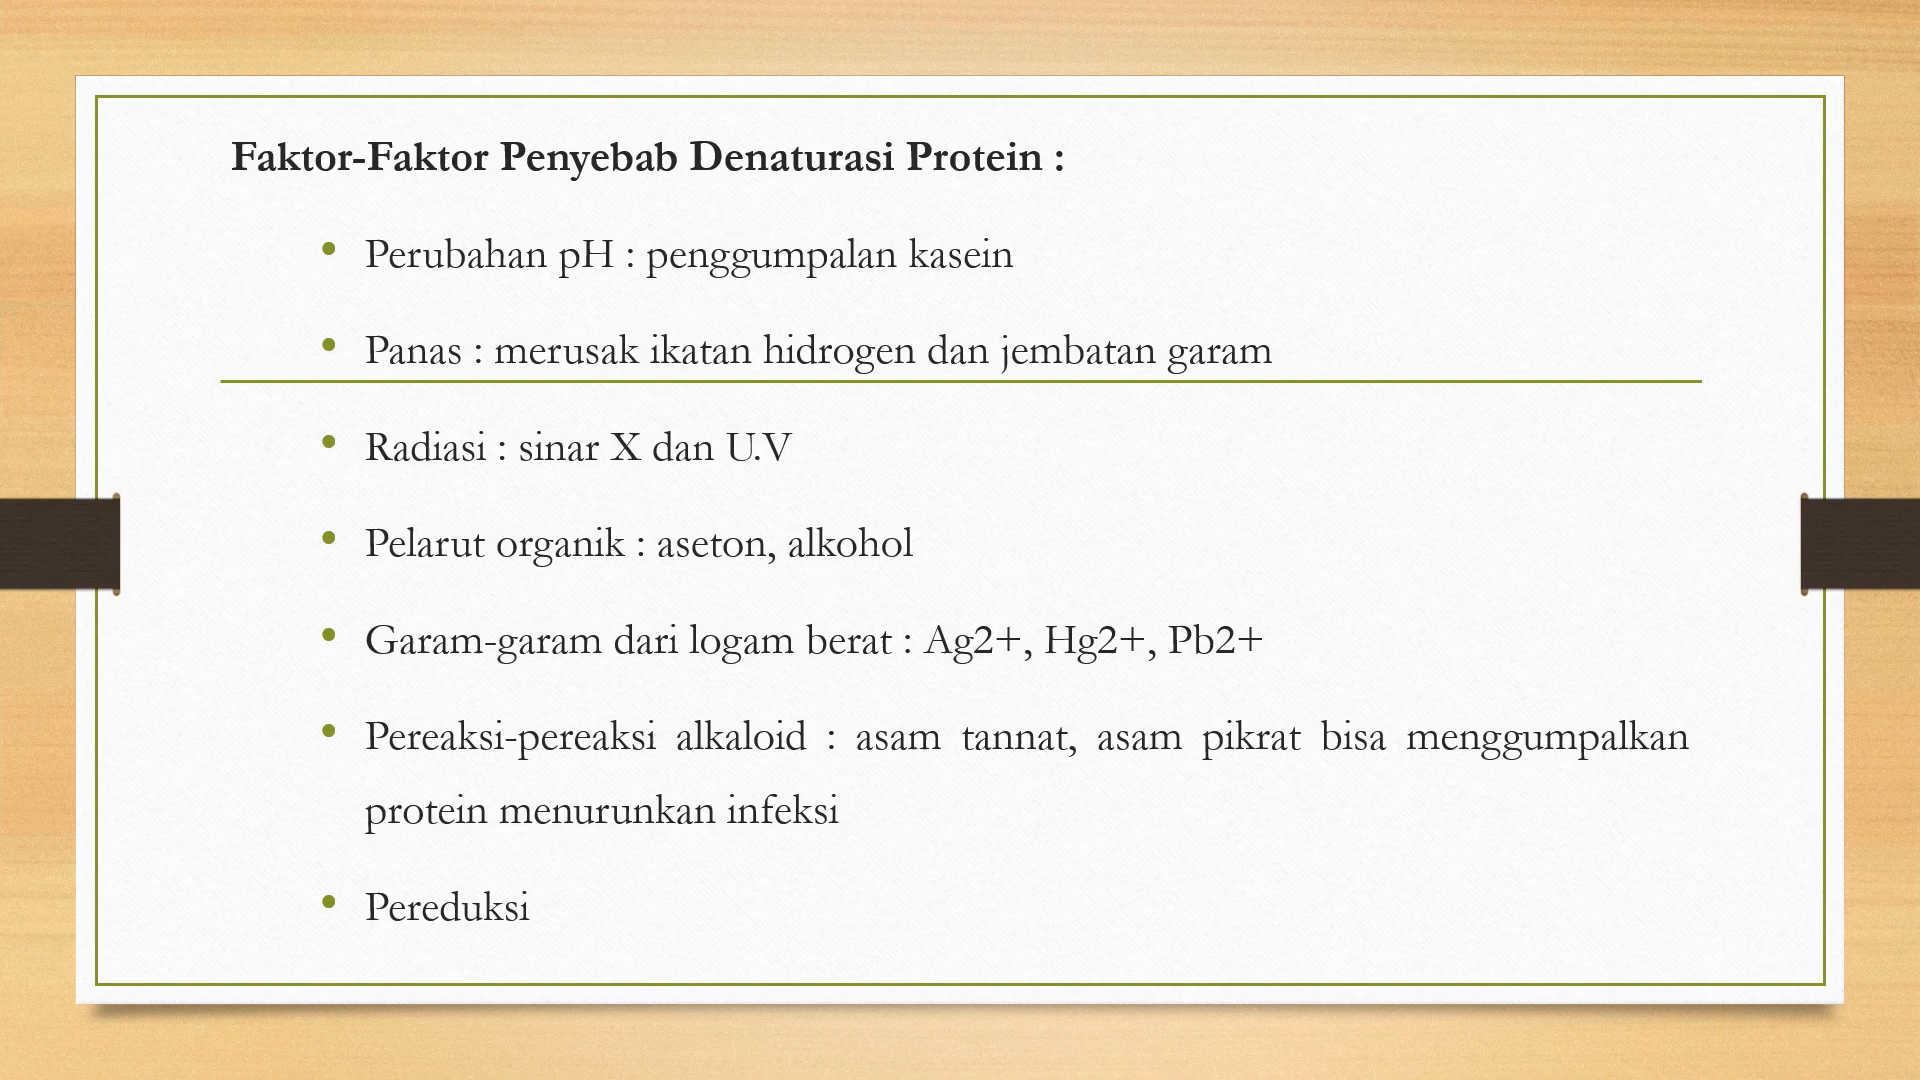 Faktor-Faktor Penyebab Denaturasi Protein :
• Perubahan pH : penggumpalan kasein
• Panas : merusak ikatan hidrogen dan jembatan garam
• Radiasi : sinar X dan U.V
• Pelarut organik : aseton, alkohol
• Garam-garam dari logam berat : Ag2+, Hg2+, Pb2+
• Pereaksi-pereaksi alkaloid : asam tannat, asam pikrat bisa menggumpalkan
protein menurunkan infeksi
• Pereduksi